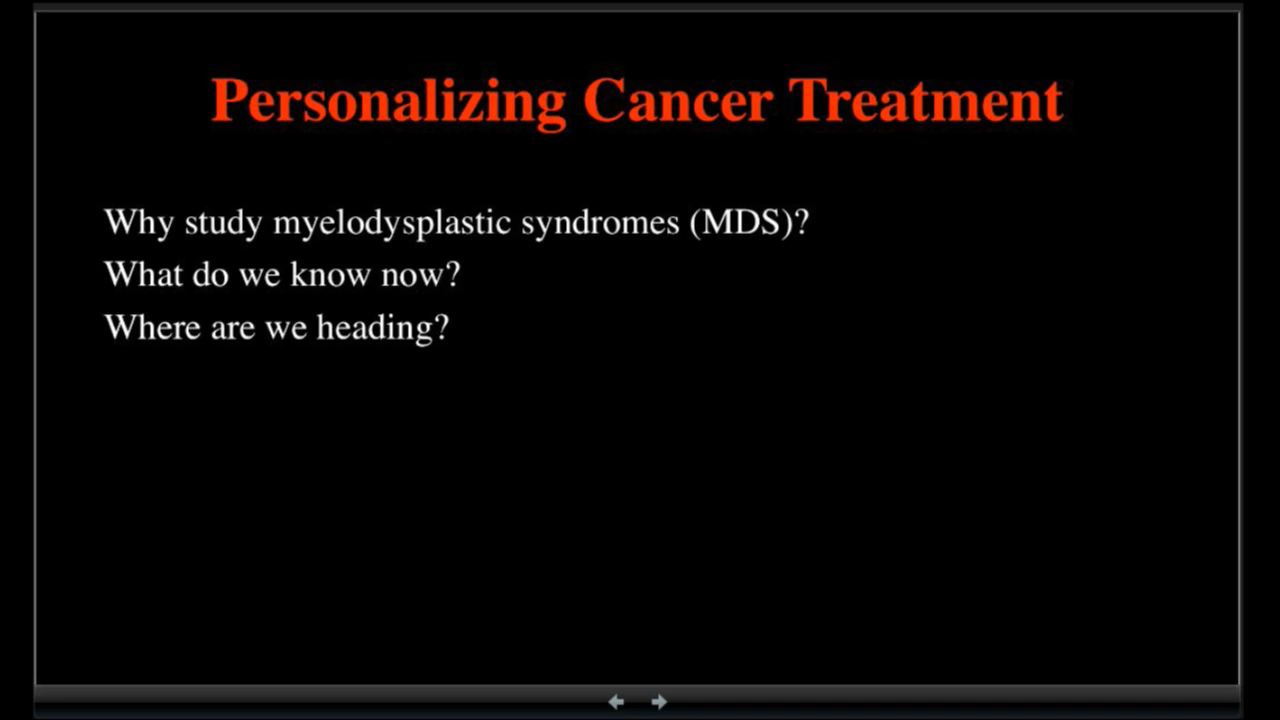 Personalizing Cancer Treatment
Why study myelodysplastic syndromes (MDS)?
What do we know now?
Where are we heading?